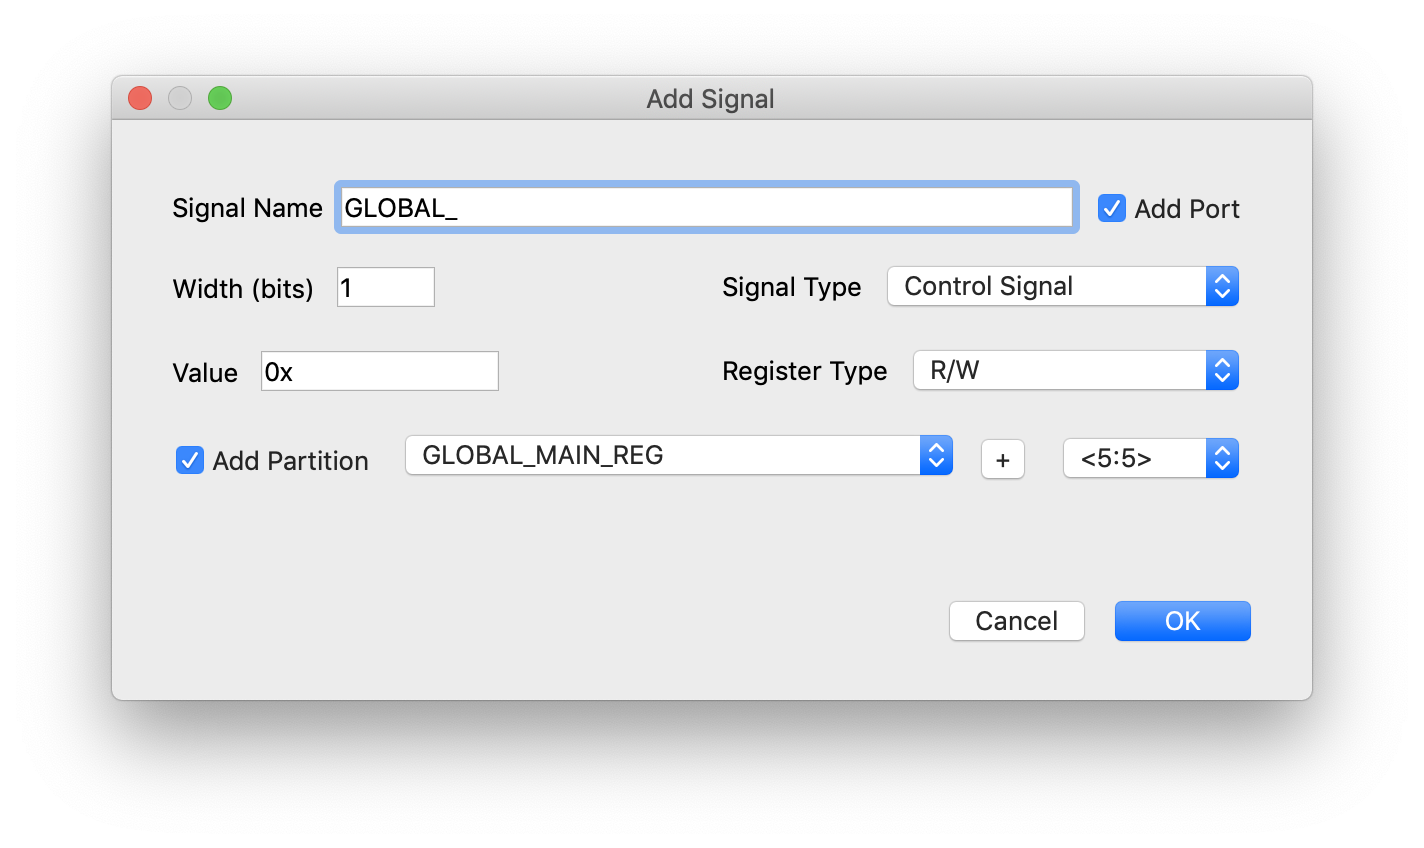 Add Signal
Signal Name GLOBAL_ Add Port
Width (bits) 1 Signal Type Control Signal
Value 0x Register Type R/W
Add Partition GLOBAL_MAIN_REG + <5:5>
Cancel OK